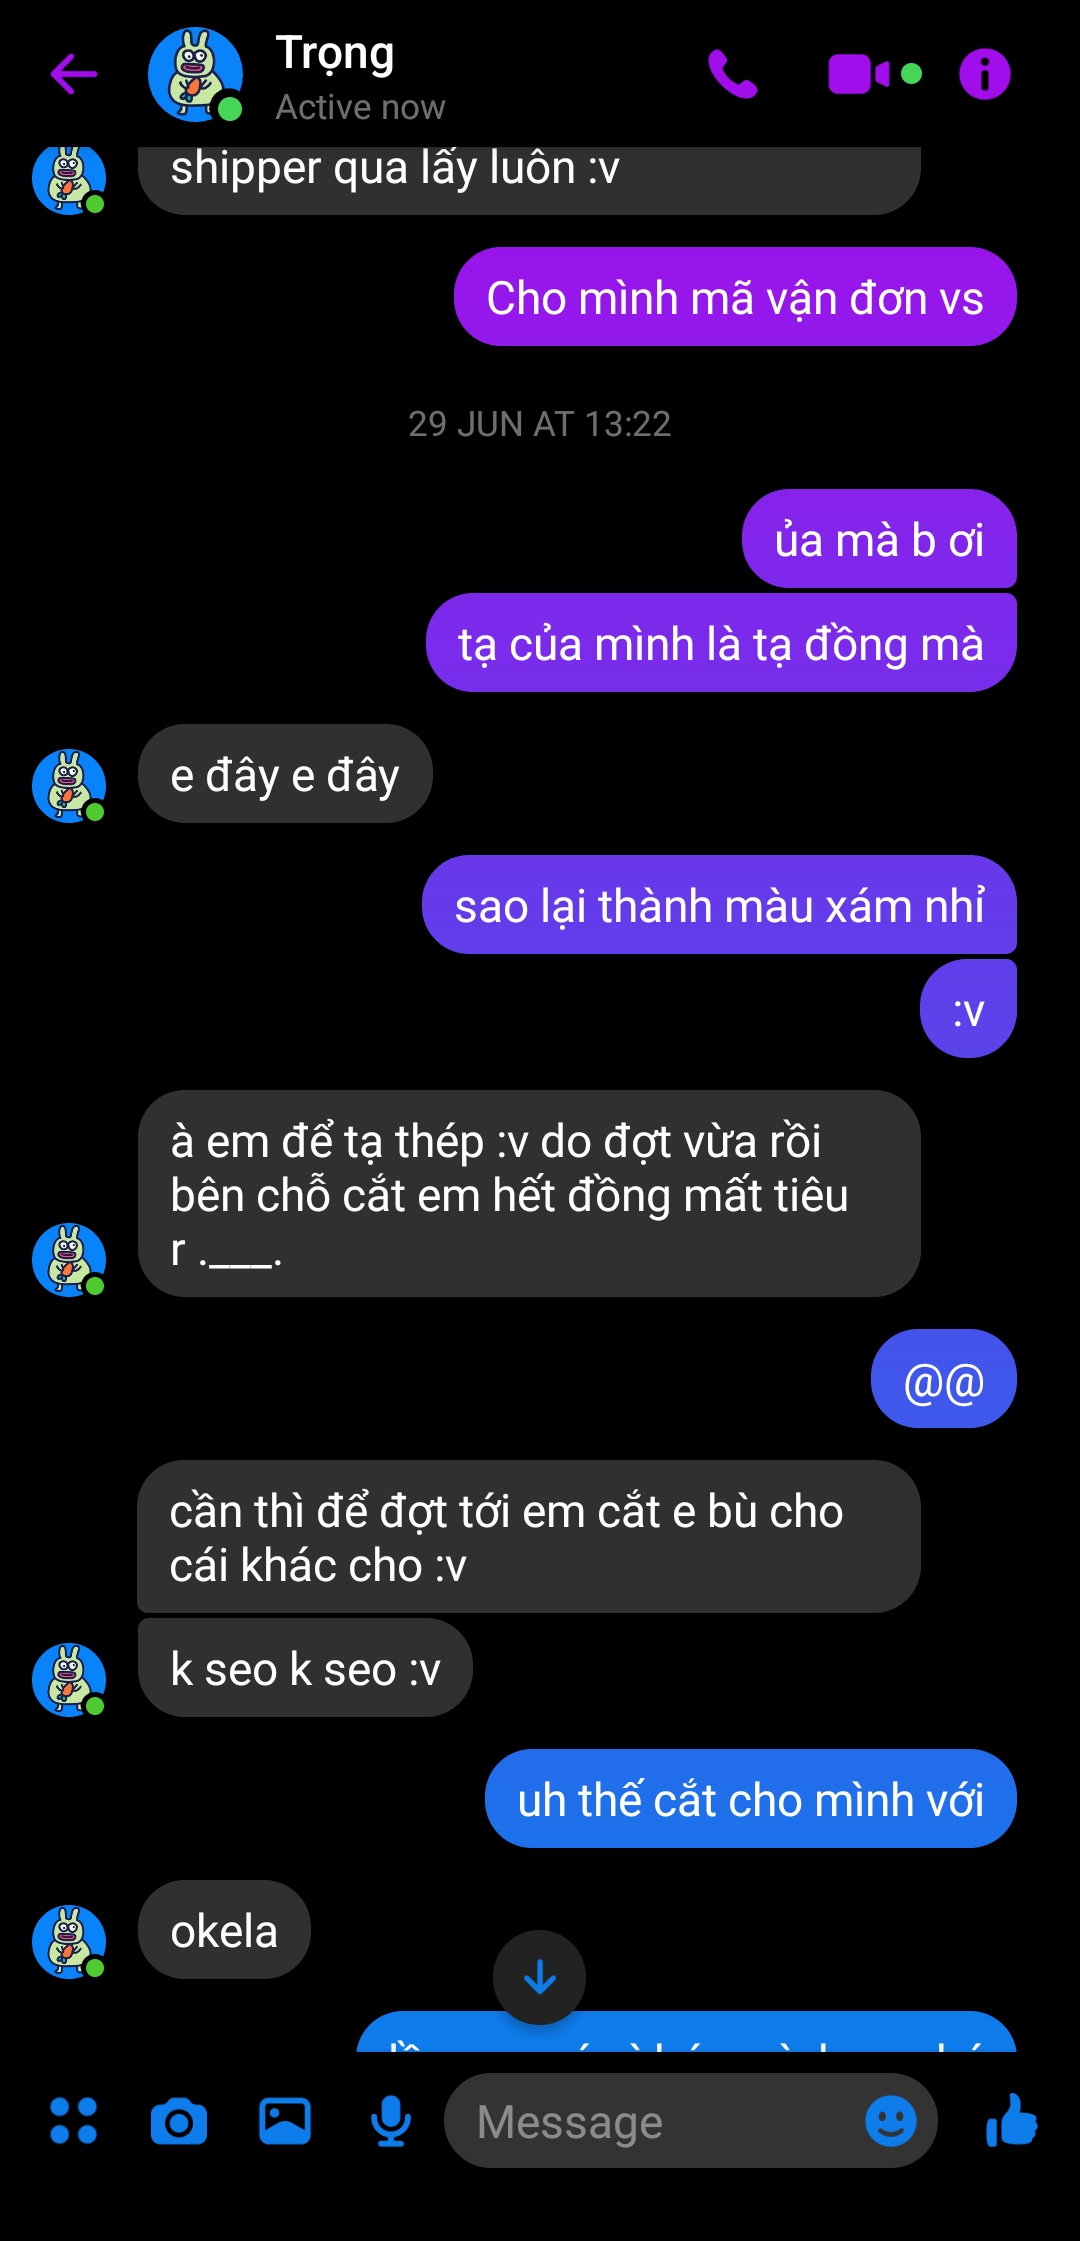 Trọng
Active now
shipper qua lấy luôn :v
Cho mình mã vận đơn vs
29 JUN AT 13:22
ủa mà b ơi
tạ của mình là tạ đồng mà
e đây e đây
sao lại thành màu xám nhỉ
:v
à em để tạ thép :v do đợt vừa rồi
bên chỗ cắt em hết đồng mất tiêu
r .___.
@@
cần thì để đợt tới em cắt e bù cho
cái khác cho :v
k seo k seo :v
uh thế cắt cho mình với
okela
Message